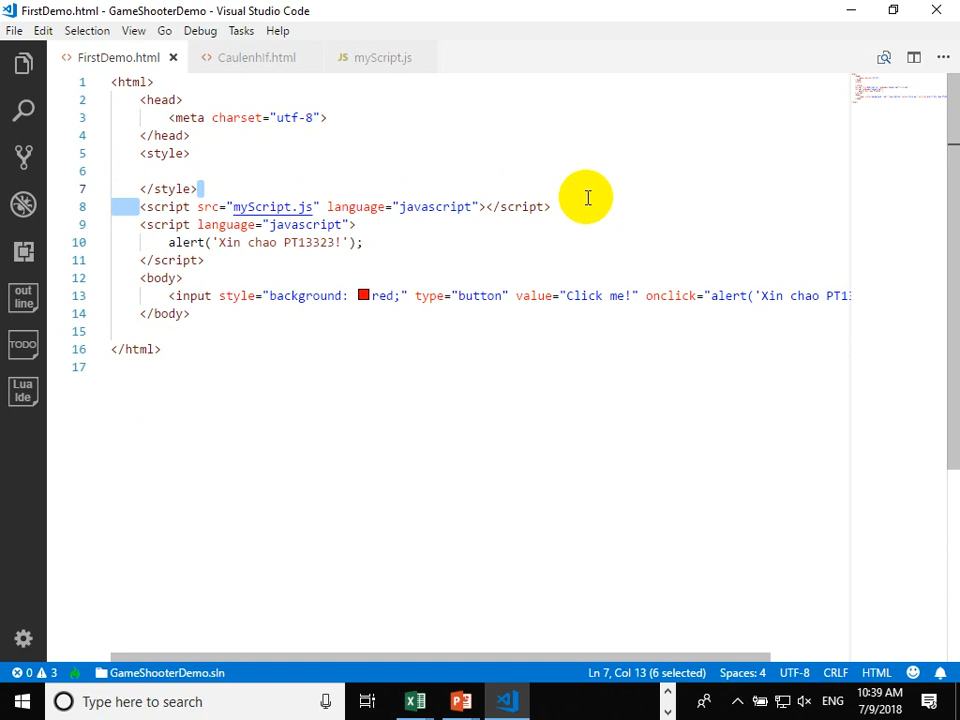 FirstDemo.html - GameShooterDemo - Visual Studio Code
File Edit Selection View Go Debug Tasks Help
<> FirstDemo.html <> CaulenhIf.html JS myScript.js
1 <html>
2 <head>
3 <meta charset="utf-8">
4 </head>
5 <style>
6
7 </style>
8 <script src="myScript.js" language="javascript"></script>
9 <script language="javascript">
10 alert('Xin chao PT13323!');
11 </script>
12 <body>
13 <input style="background: red;" type="button" value="Click me!" onclick="alert('Xin chao PT13
14 </body>
15
16 </html>
17
out
line
TODO
Lua
Ide
0 3 GameShooterDemo.sln Ln 7, Col 13 (6 selected) Spaces: 4 UTF-8 CRLF HTML
Type here to search ENG 10:39 AM
7/9/2018